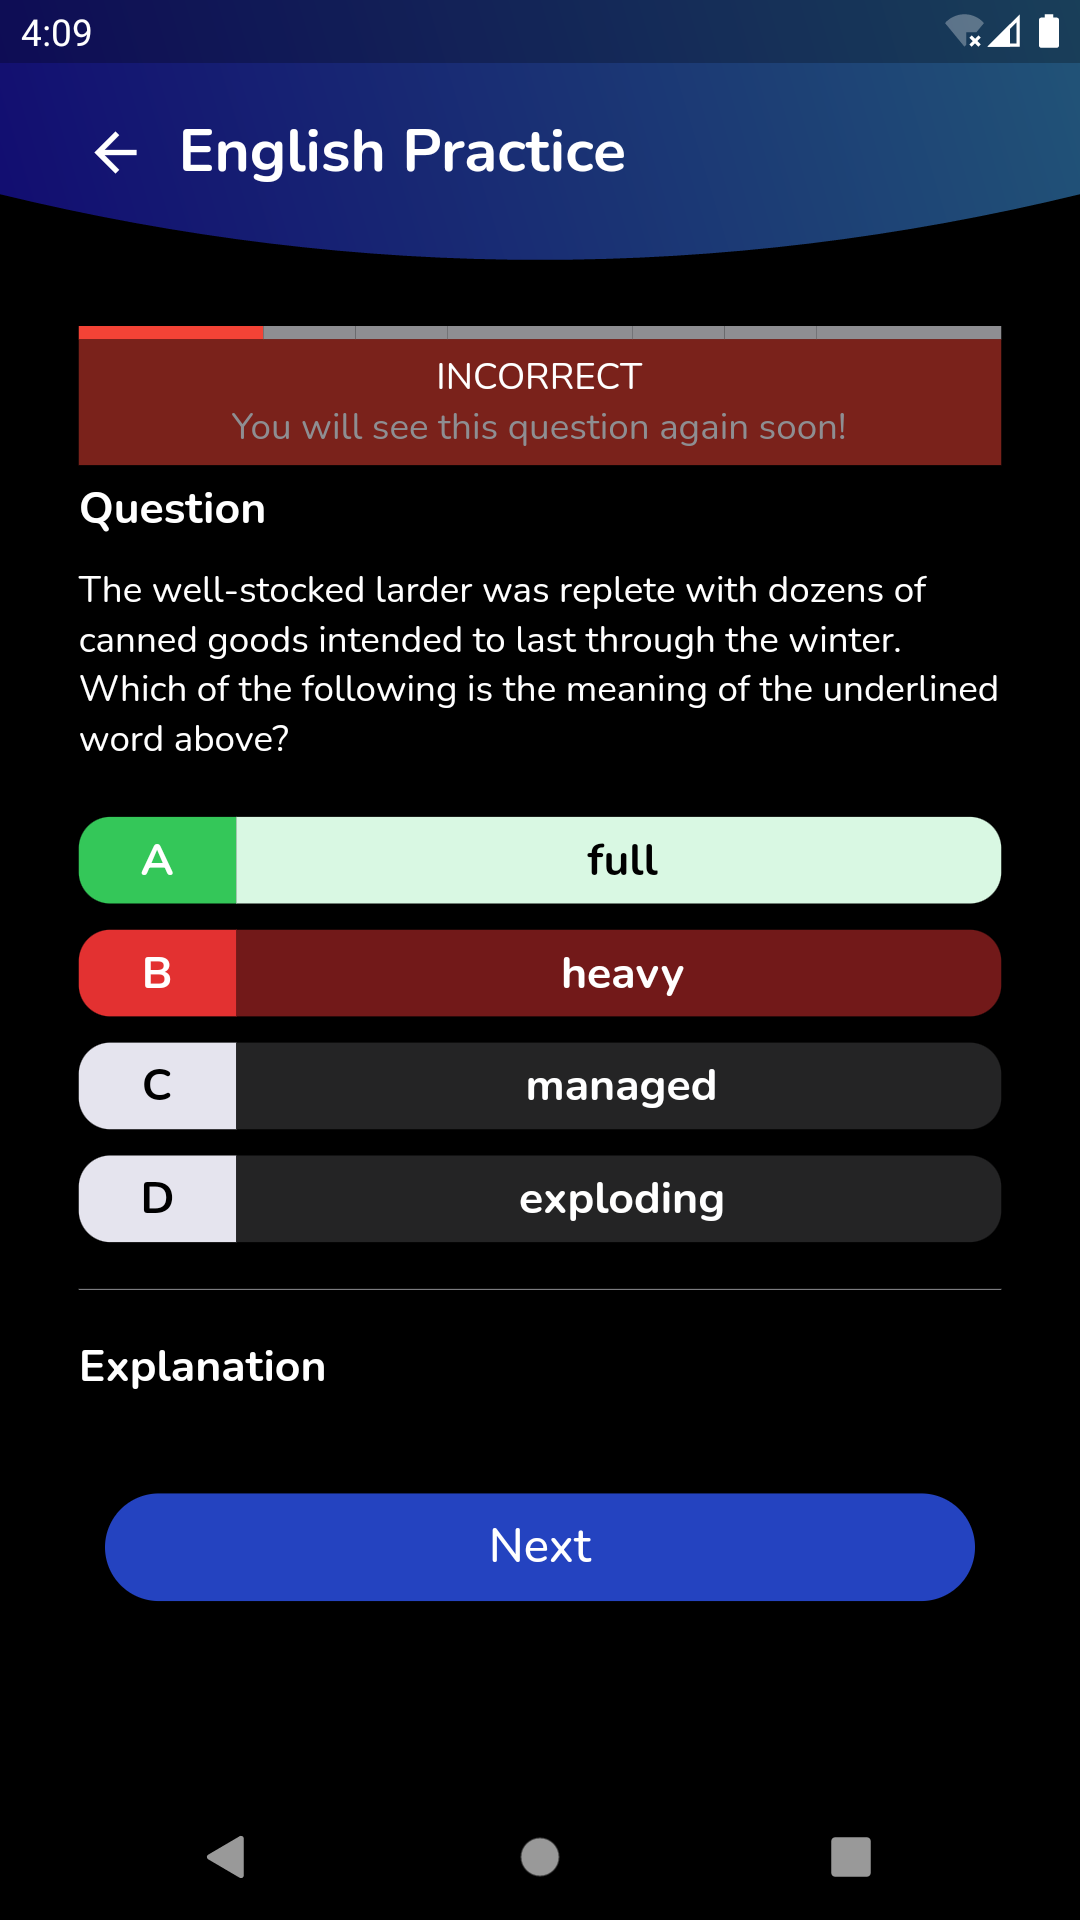 4:09
English Practice
INCORRECT
You will see this question again soon!
Question
The well-stocked larder was replete with dozens of
canned goods intended to last through the winter.
Which of the following is the meaning of the underlined
word above?
A full
B heavy
C managed
D exploding
Explanation
Next